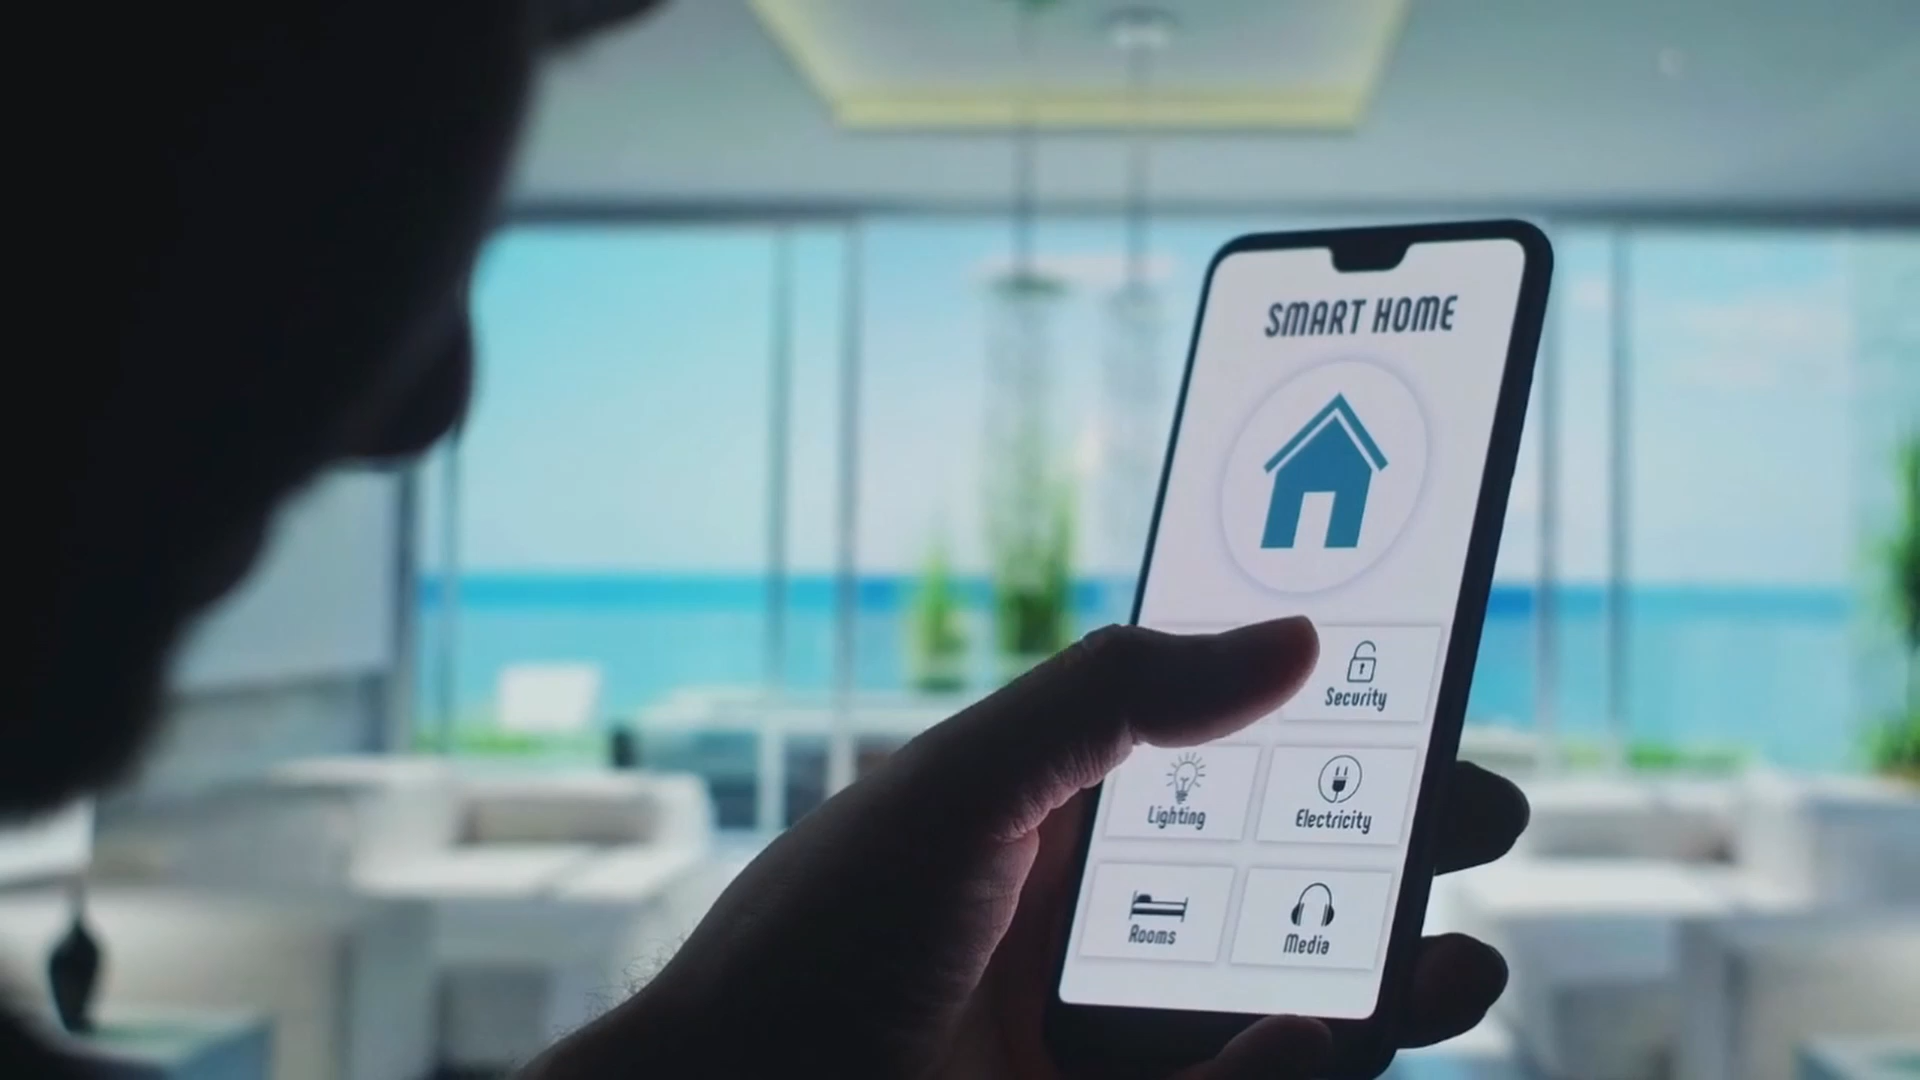 SMART HOME
Security
Lighting
Electricity
Rooms
Media